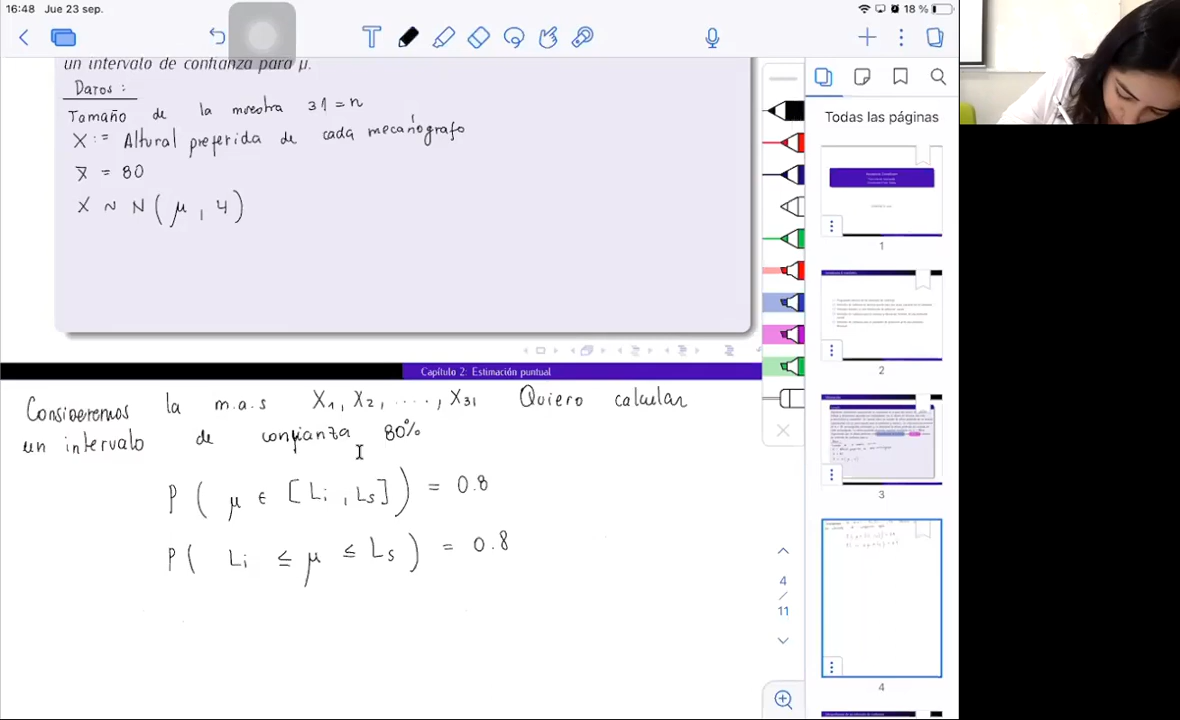 16:48 Jue 23 sep.
18 %
un intervalo de confianza para μ.
Datos:
Tamaño de la muestra 31 = n
X := Altural preferida de cada mecanógrafo
x̄ = 80
X ~ N(μ, 4)
Todas las páginas
1
2
3
4
Capítulo 2: Estimación puntual
Consideremos la m.a.s X1, X2, ...., X31 Quiero calcular
un intervalo de confianza 80%
P( μ ∈ [Li, Ls]) = 0.8
P( Li ≤ μ ≤ Ls) = 0.8
4
/
11